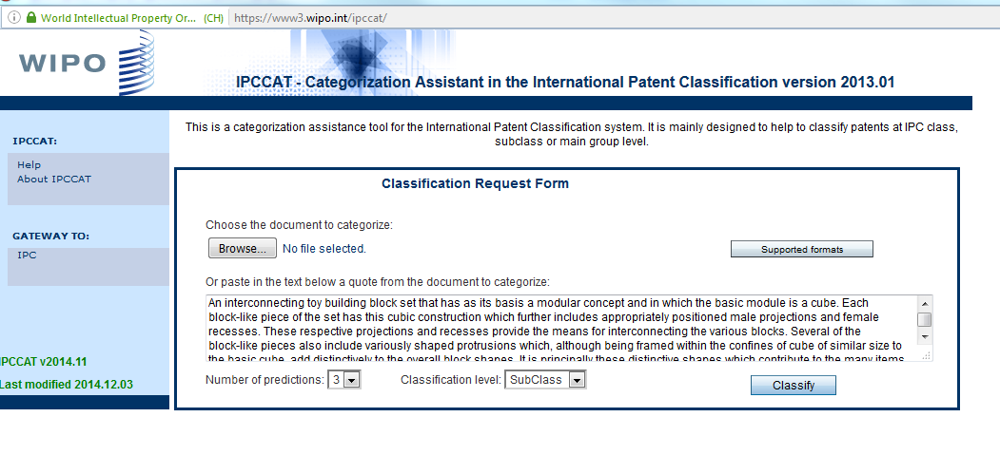 World Intellectual Property Or... (CH) https://www3.wipo.int/ipccat/
WIPO
IPCCAT - Categorization Assistant in the International Patent Classification version 2013.01
This is a categorization assistance tool for the International Patent Classification system. It is mainly designed to help to classify patents at IPC class,
subclass or main group level.
IPCCAT:
Help
About IPCCAT
GATEWAY TO:
IPC
IPCCAT v2014.11
Last modified 2014.12.03
Classification Request Form
Choose the document to categorize:
Browse... No file selected.
Supported formats
Or paste in the text below a quote from the document to categorize:
An interconnecting toy building block set that has as its basis a modular concept and in which the basic module is a cube. Each
block-like piece of the set has this cubic construction which further includes appropriately positioned male projections and female
recesses. These respective projections and recesses provide the means for interconnecting the various blocks. Several of the
block-like pieces also include variously shaped protrusions which, although being framed within the confines of cube of similar size to
the basic cube, add distinctively to the overall block shapes. It is principally these distinctive shapes which contribute to the many items
Number of predictions: 3 Classification level: SubClass
Classify